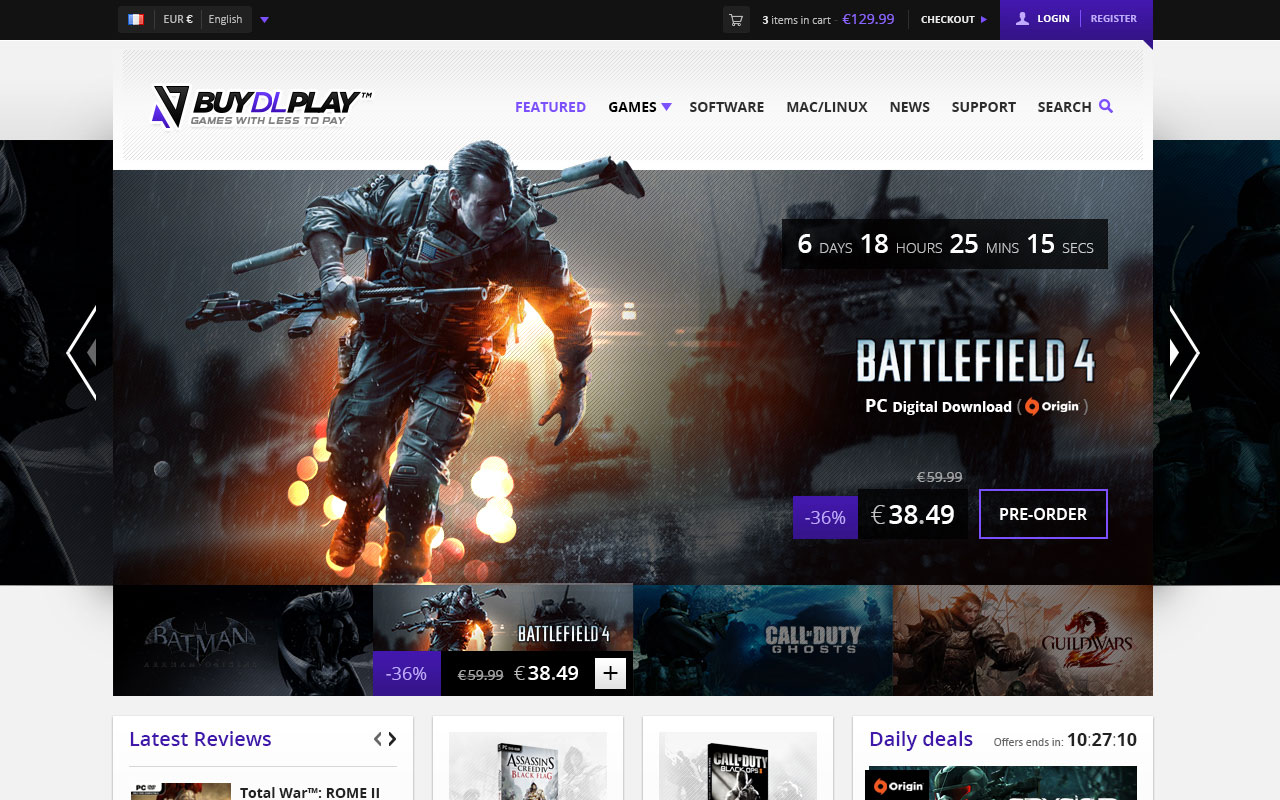 EUR € English
3 items in cart - €129.99 CHECKOUT LOGIN REGISTER
BUYDLPLAY™
GAMES WITH LESS TO PAY
FEATURED GAMES SOFTWARE MAC/LINUX NEWS SUPPORT SEARCH
6 DAYS 18 HOURS 25 MINS 15 SECS
BATTLEFIELD 4
PC Digital Download ( Origin )
€59.99
-36% €38.49 PRE-ORDER
BATMAN
ARKHAM ORIGINS
BATTLEFIELD 4
-36% €59.99 €38.49 +
CALL OF DUTY
GHOSTS
GUILD WARS 2
Latest Reviews
PC DVD
Total War™: ROME II
ASSASSIN'S
CREED IV
BLACK FLAG
CALL OF DUTY
BLACK OPS II
Daily deals Offers ends in: 10:27:10
Origin